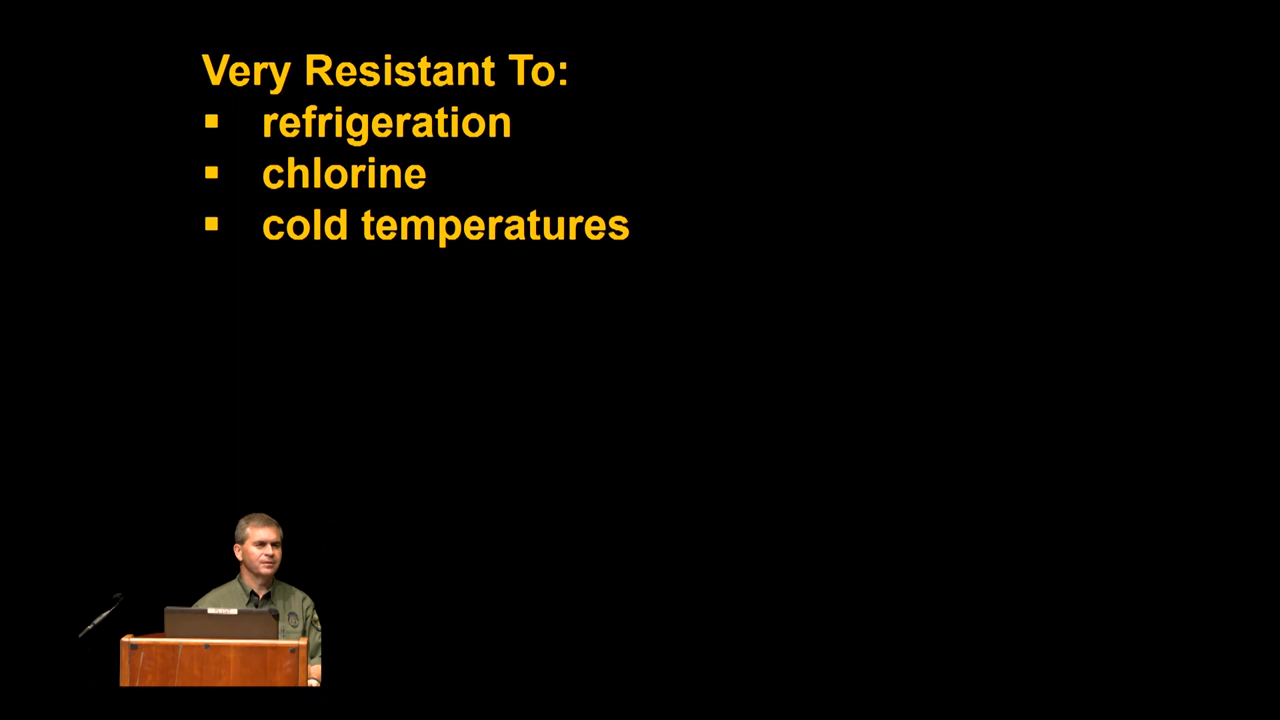 Very Resistant To:
▪ refrigeration
▪ chlorine
▪ cold temperatures